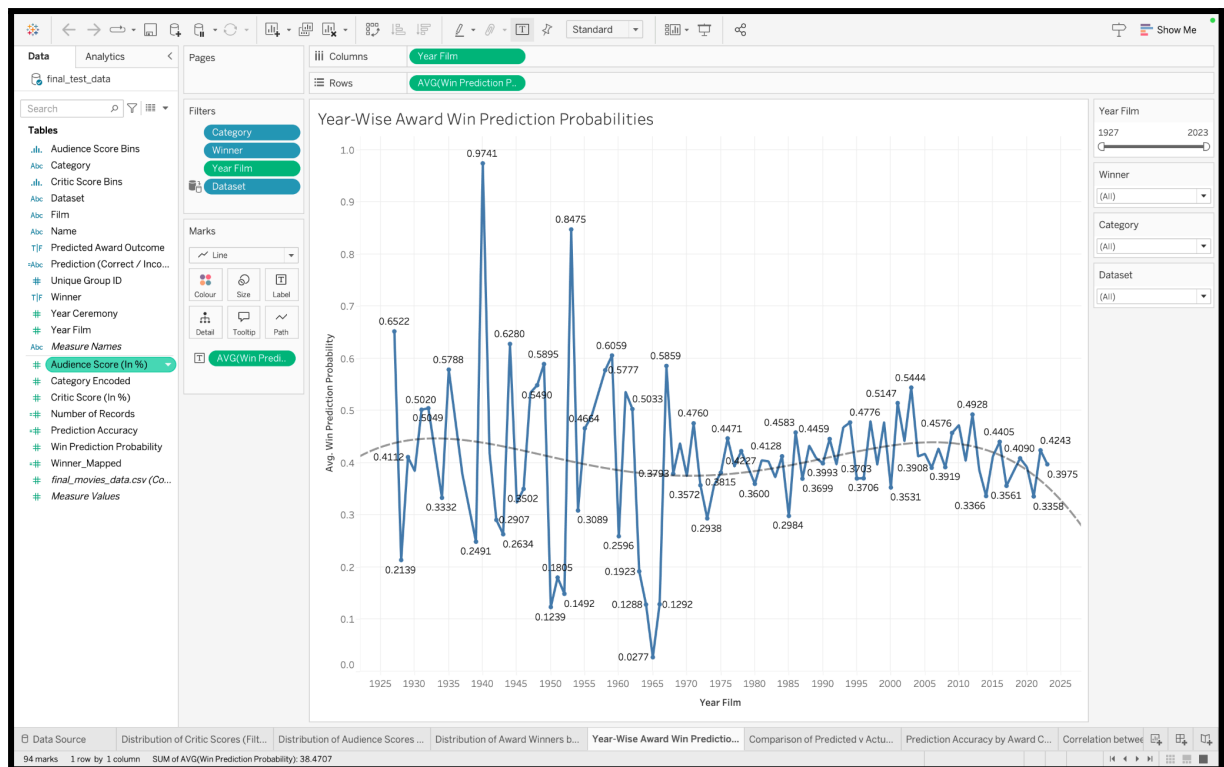 Standard
Show Me
Data
Analytics
final_test_data
Search
Tables
Audience Score Bins
Abc Category
Critic Score Bins
Abc Dataset
Abc Film
Abc Name
T|F Predicted Award Outcome
=Abc Prediction (Correct / Inco...
# Unique Group ID
T|F Winner
# Year Ceremony
# Year Film
Abc Measure Names
# Audience Score (In %)
# Category Encoded
# Critic Score (In %)
=# Number of Records
=# Prediction Accuracy
# Win Prediction Probability
=# Winner_Mapped
=# final_movies_data.csv (Co...
# Measure Values
Pages
Filters
Category
Winner
Year Film
Dataset
Marks
Line
Colour
Size
Label
Detail
Tooltip
Path
AVG(Win Predi..
Columns
Year Film
Rows
AVG(Win Prediction P..
Year-Wise Award Win Prediction Probabilities
Avg. Win Prediction Probability
1.0
0.9
0.8
0.7
0.6
0.5
0.4
0.3
0.2
0.1
0.0
0.6522
0.4112
0.2139
0.5020
0.5049
0.3332
0.5788
0.2491
0.9741
0.2907
0.2634
0.6280
0.3502
0.5490
0.5895
0.1239
0.1805
0.1492
0.8475
0.3089
0.4664
0.5777
0.6059
0.2596
0.5033
0.1923
0.1288
0.0277
0.1292
0.5859
0.3793
0.4760
0.3572
0.2938
0.3815
0.4471
0.4227
0.3600
0.4128
0.2984
0.4583
0.3699
0.3993
0.4459
0.3703
0.3706
0.4776
0.3531
0.5147
0.5444
0.3908
0.3919
0.4576
0.4928
0.3366
0.4405
0.3561
0.4090
0.3358
0.4243
0.3975
1925 1930 1935 1940 1945 1950 1955 1960 1965 1970 1975 1980 1985 1990 1995 2000 2005 2010 2015 2020 2025
Year Film
Year Film
1927 2023
Winner
(All)
Category
(All)
Dataset
(All)
Data Source
Distribution of Critic Scores (Filt...
Distribution of Audience Scores ...
Distribution of Award Winners b...
Year-Wise Award Win Predictio...
Comparison of Predicted v Actu...
Prediction Accuracy by Award C...
Correlation betwee
94 marks 1 row by 1 column SUM of AVG(Win Prediction Probability): 38.4707